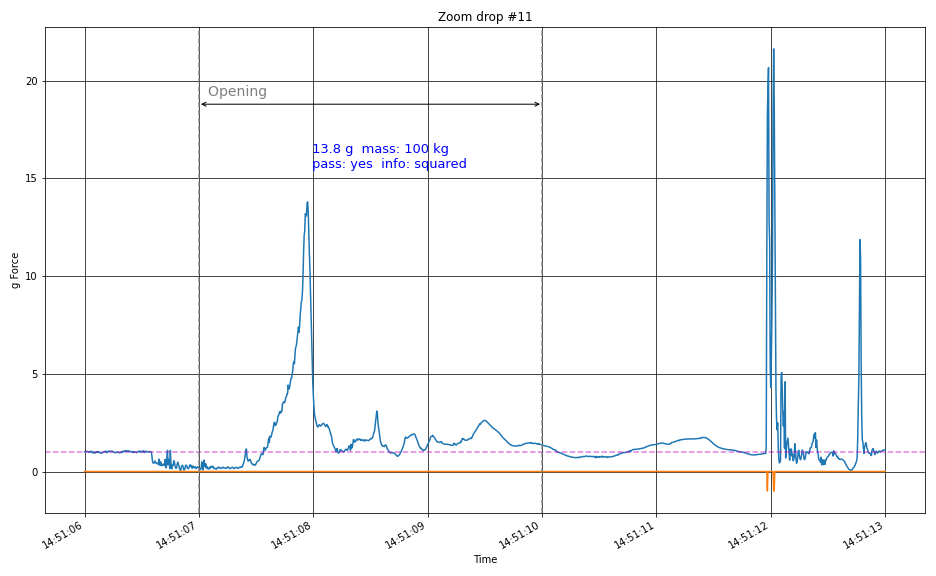 Zoom drop #11
20
15
10
5
0
g Force
Opening
13.8 g  mass: 100 kg
pass: yes  info: squared
14:51:06
14:51:07
14:51:08
14:51:09
14:51:10
14:51:11
14:51:12
14:51:13
Time